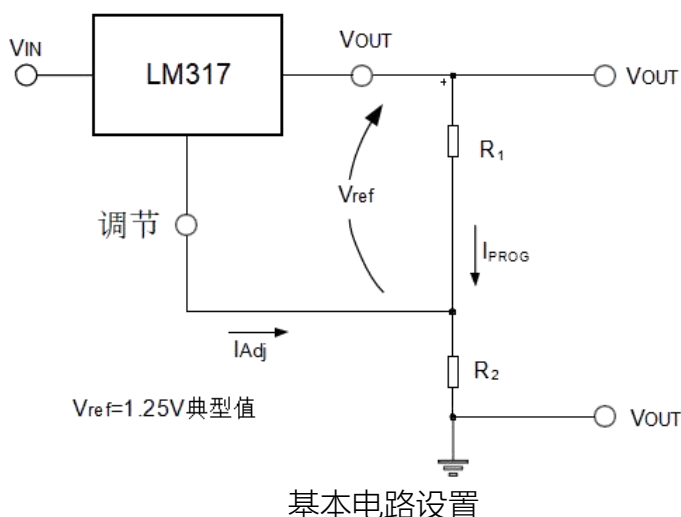 VIN
LM317
VOUT
VOUT
R1
Vref
调节
IPROG
IAdj
R2
Vref=1.25V典型值
VOUT
基本电路设置